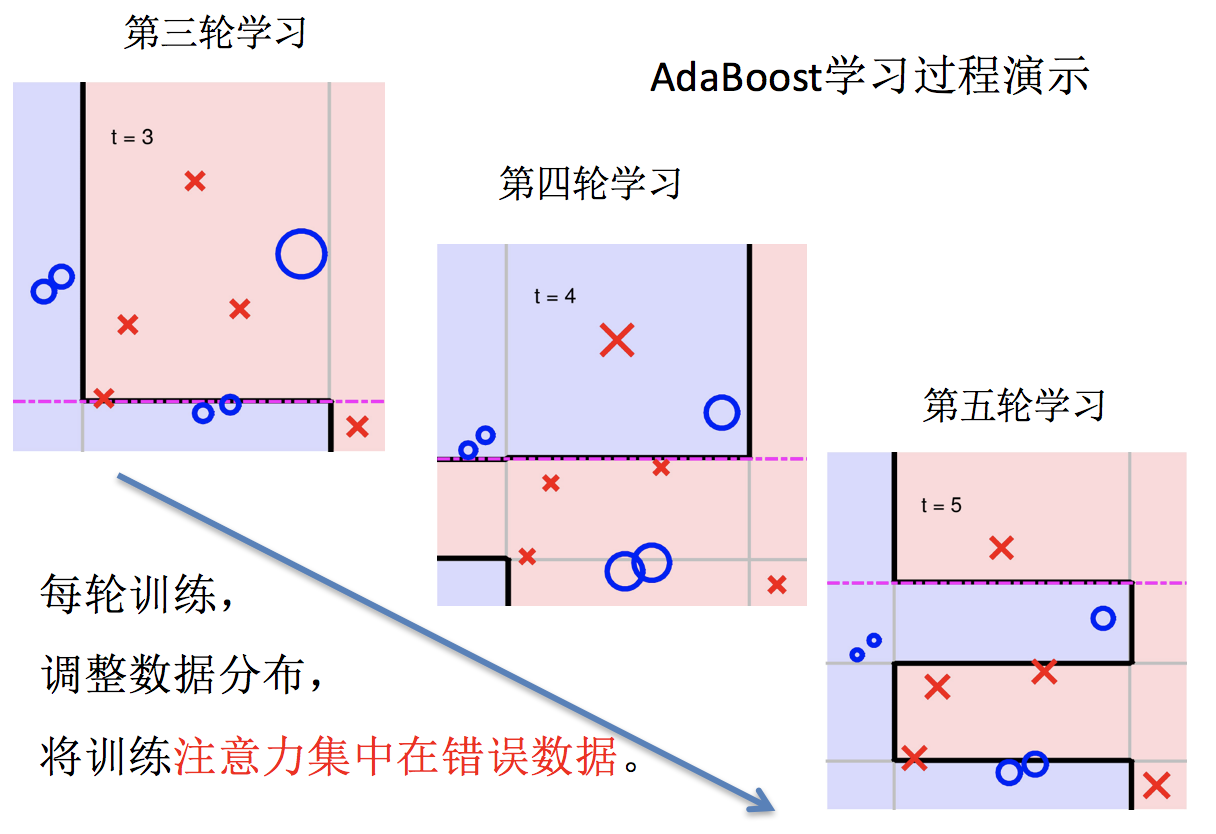 第三轮学习
AdaBoost学习过程演示
t = 3
第四轮学习
t = 4
第五轮学习
t = 5
每轮训练，
调整数据分布，
将训练注意力集中在错误数据。